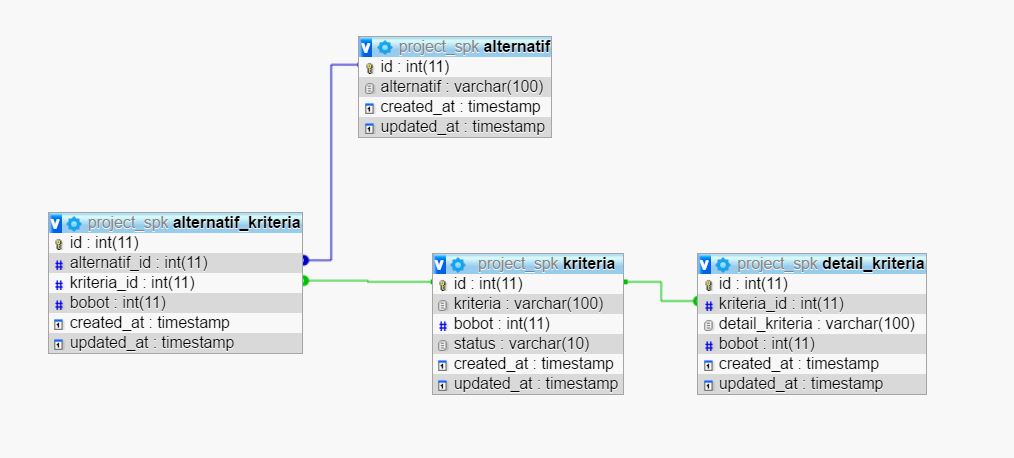 project_spk alternatif
id : int(11)
alternatif : varchar(100)
created_at : timestamp
updated_at : timestamp
project_spk alternatif_kriteria
id : int(11)
alternatif_id : int(11)
kriteria_id : int(11)
bobot : int(11)
created_at : timestamp
updated_at : timestamp
project_spk kriteria
id : int(11)
kriteria : varchar(100)
bobot : int(11)
status : varchar(10)
created_at : timestamp
updated_at : timestamp
project_spk detail_kriteria
id : int(11)
kriteria_id : int(11)
detail_kriteria : varchar(100)
bobot : int(11)
created_at : timestamp
updated_at : timestamp